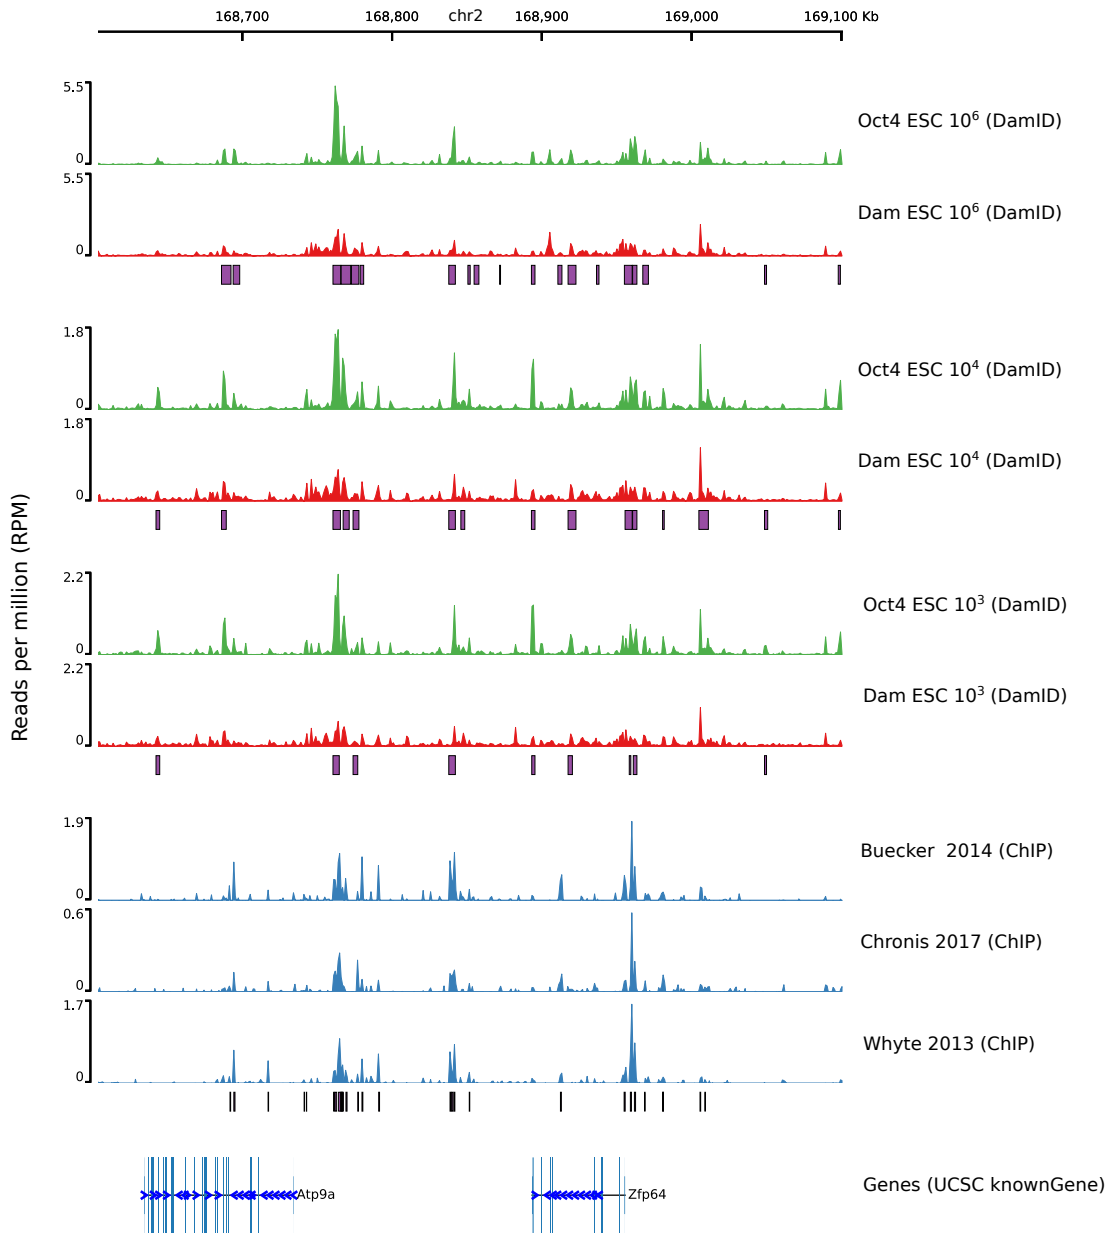 168,700 168,800 chr2 168,900 169,000 169,100 Kb
5.5
0
Oct4 ESC 10⁶ (DamID)
5.5
0
Dam ESC 10⁶ (DamID)
1.8
0
Oct4 ESC 10⁴ (DamID)
1.8
0
Dam ESC 10⁴ (DamID)
Reads per million (RPM)
2.2
0
Oct4 ESC 10³ (DamID)
2.2
0
Dam ESC 10³ (DamID)
1.9
0
Buecker 2014 (ChIP)
0.6
0
Chronis 2017 (ChIP)
1.7
0
Whyte 2013 (ChIP)
Atp9a
Zfp64
Genes (UCSC knownGene)